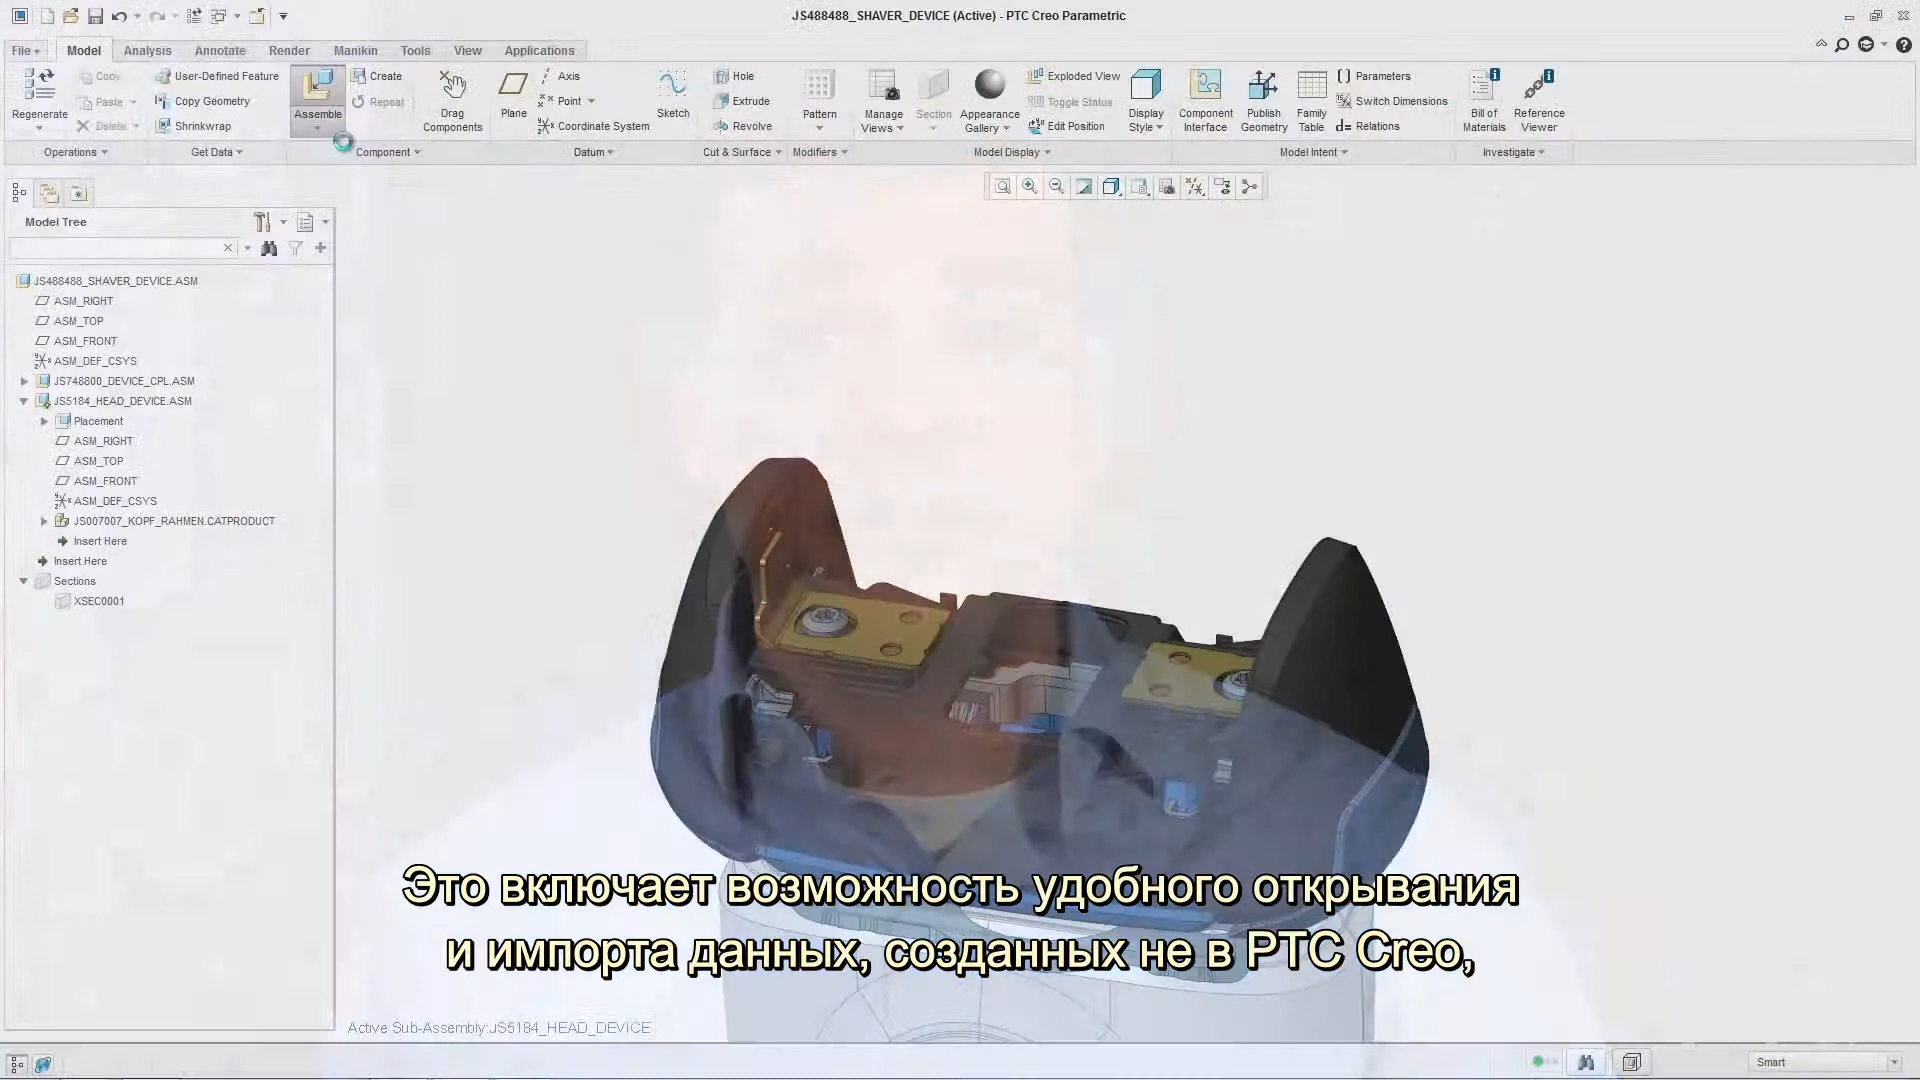 JS488488_SHAVER_DEVICE (Active) - PTC Creo Parametric
File Model Analysis Annotate Render Manikin Tools View Applications
Regenerate
Copy
Paste
Delete
User-Defined Feature
Copy Geometry
Shrinkwrap
Assemble
Create
Repeat
Drag
Components
Plane
Axis
Point
Coordinate System
Sketch
Hole
Extrude
Revolve
Pattern
Manage
Views
Section
Appearance
Gallery
Exploded View
Toggle Status
Edit Position
Display
Style
Component
Interface
Publish
Geometry
Family
Table
Parameters
Switch Dimensions
d= Relations
Bill of
Materials
Reference
Viewer
Operations Get Data Component Datum Cut & Surface Modifiers Model Display Model Intent Investigate
Model Tree
JS488488_SHAVER_DEVICE.ASM
ASM_RIGHT
ASM_TOP
ASM_FRONT
ASM_DEF_CSYS
JS748800_DEVICE_CPL.ASM
JS5184_HEAD_DEVICE.ASM
Placement
ASM_RIGHT
ASM_TOP
ASM_FRONT
ASM_DEF_CSYS
JS007007_KOPF_RAHMEN.CATPRODUCT
Insert Here
Insert Here
Sections
XSEC0001
Это включает возможность удобного открывания
и импорта данных, созданных не в PTC Creo,
Active Sub-Assembly:JS5184_HEAD_DEVICE
Smart